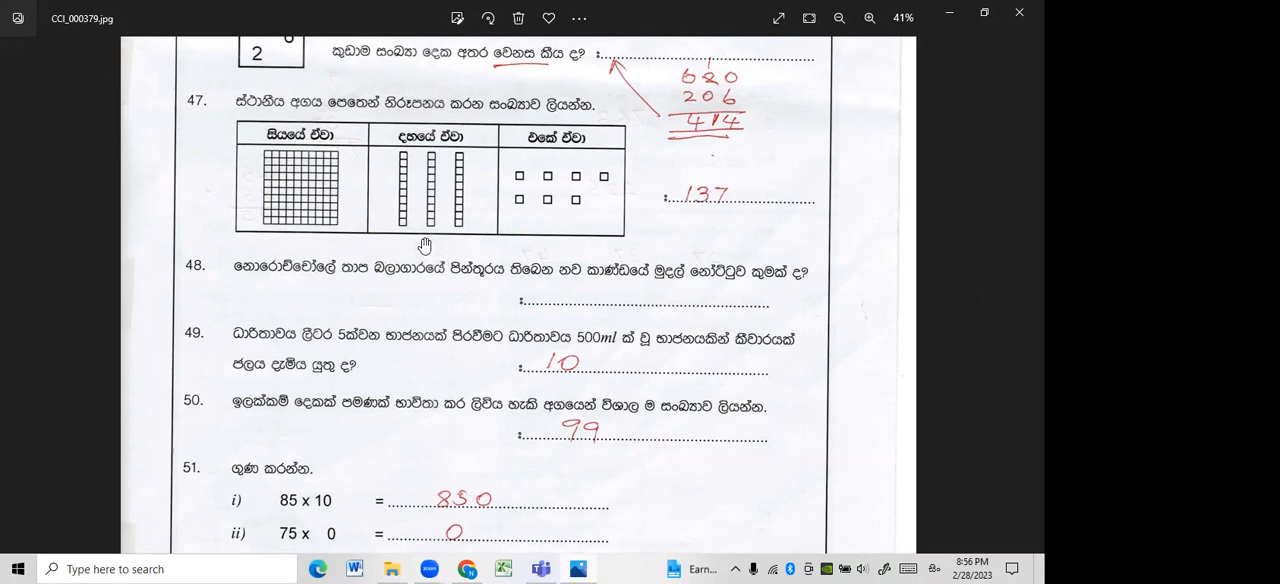 CCI_000379.jpg
41%
2
කුඩාම සංඛ්‍යා දෙක අතර වෙනස කීය ද? :
620
206
414
47. ස්ථානීය අගය පෙතෙන් නිරූපනය කරන සංඛ්‍යාව ලියන්න.
සියයේ ඒවා දහයේ ඒවා එකේ ඒවා
: 137
48. නොරොච්චෝලේ තාප බලාගාරයේ පින්තූරය තිබෙන නව කාණ්ඩයේ මුදල් නෝට්ටුව කුමක් ද?
:
49. ධාරිතාවය ලීටර 5ක්වන භාජනයක් පිරවීමට ධාරිතාවය 500ml ක් වූ භාජනයකින් කීවාරයක්
ජලය දැමිය යුතු ද? : 10
50. ඉලක්කම් දෙකක් පමණක් භාවිතා කර ලිවිය හැකි අගයෙන් විශාල ම සංඛ්‍යාව ලියන්න.
: 99
51. ගුණ කරන්න.
i) 85 x 10 = 850
ii) 75 x 0 = 0
Type here to search
Earn...
8:56 PM
2/28/2023